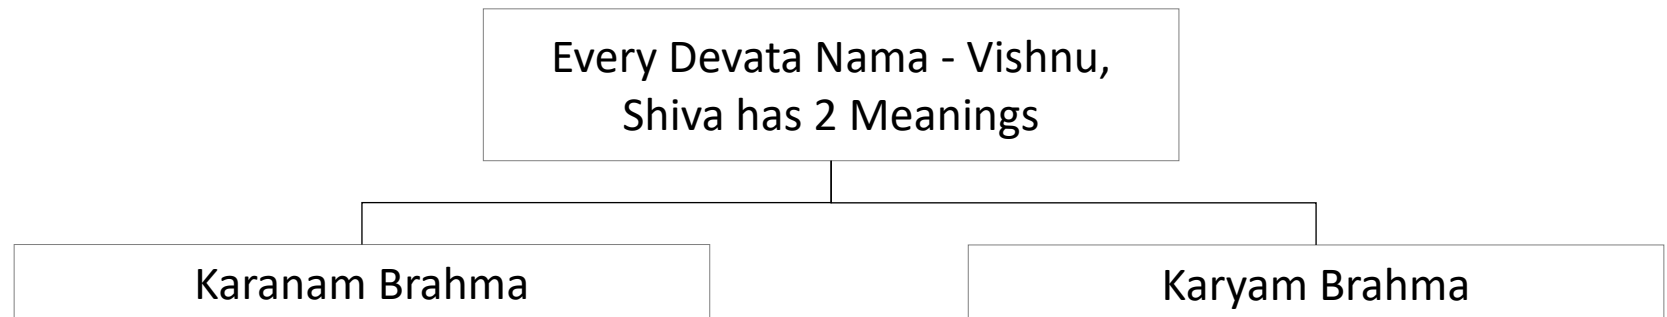 Every Devata Nama - Vishnu,
Shiva has 2 Meanings
Karanam Brahma
Karyam Brahma